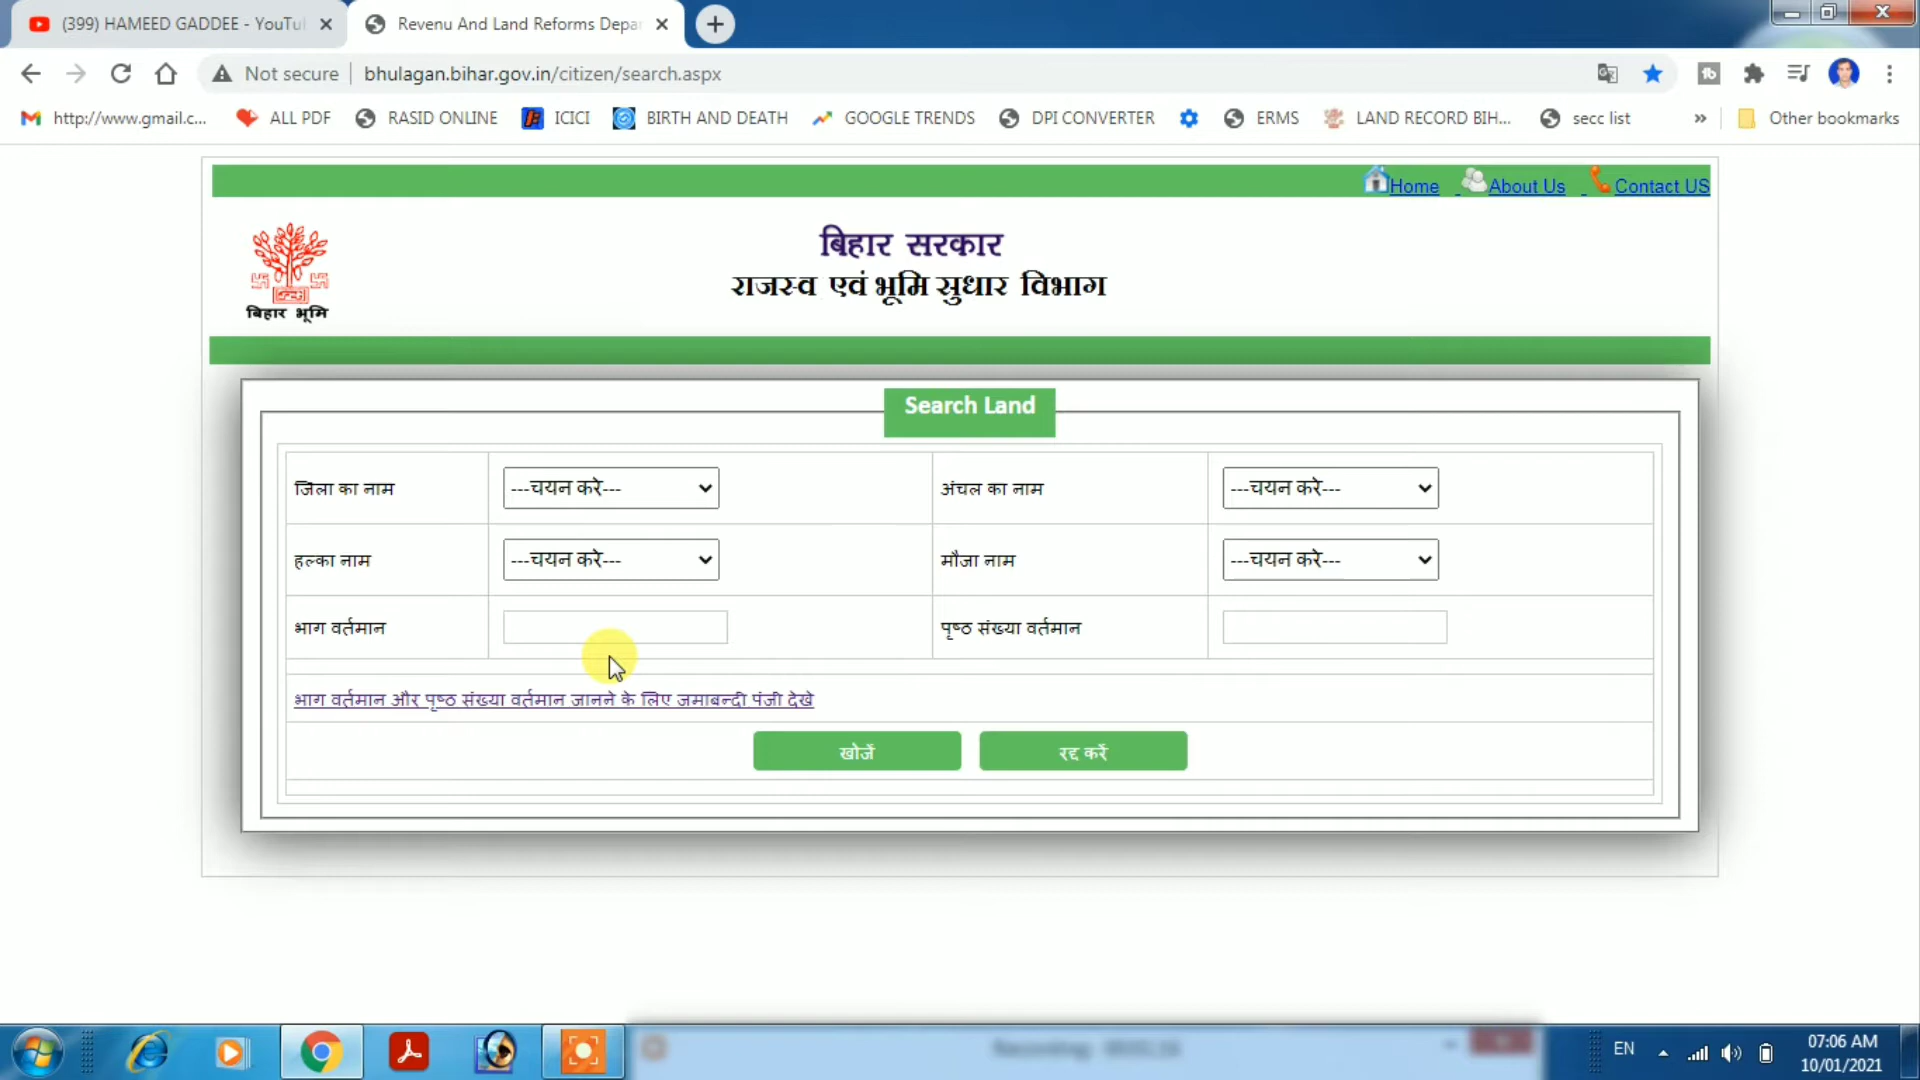 (399) HAMEED GADDEE - YouTu
Revenu And Land Reforms Depa
Not secure
bhulagan.bihar.gov.in/citizen/search.aspx
http://www.gmail.c...
ALL PDF
RASID ONLINE
ICICI
BIRTH AND DEATH
GOOGLE TRENDS
DPI CONVERTER
ERMS
LAND RECORD BIH...
secc list
»
Other bookmarks
Home
About Us
Contact US
बिहार सरकार
राजस्व एवं भूमि सुधार विभाग
बिहार भूमि
Search Land
जिला का नाम
---चयन करे---
अंचल का नाम
---चयन करे---
हल्का नाम
---चयन करे---
मौजा नाम
---चयन करे---
भाग वर्तमान
पृष्ठ संख्या वर्तमान
भाग वर्तमान और पृष्ठ संख्या वर्तमान जानने के लिए जमाबन्दी पंजी देखे
खोजें
रद्द करें
EN
07:06 AM
10/01/2021